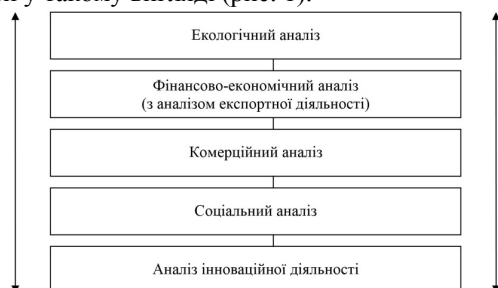 у такому вигляді (рис. 1).
Екологічний аналіз
Фінансово-економічний аналіз
(з аналізом експортної діяльності)
Комерційний аналіз
Соціальний аналіз
Аналіз інноваційної діяльності